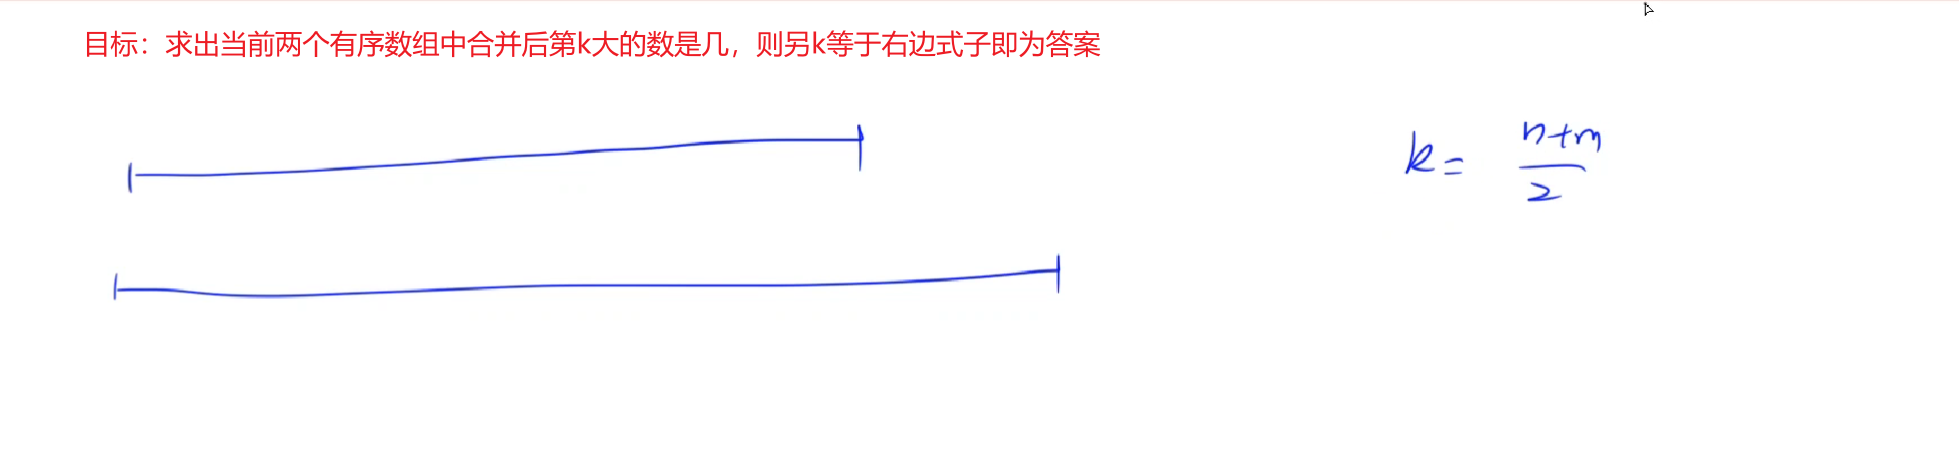 目标：求出当前两个有序数组中合并后第k大的数是几，则另k等于右边式子即为答案
k = \frac{n+m}{2}